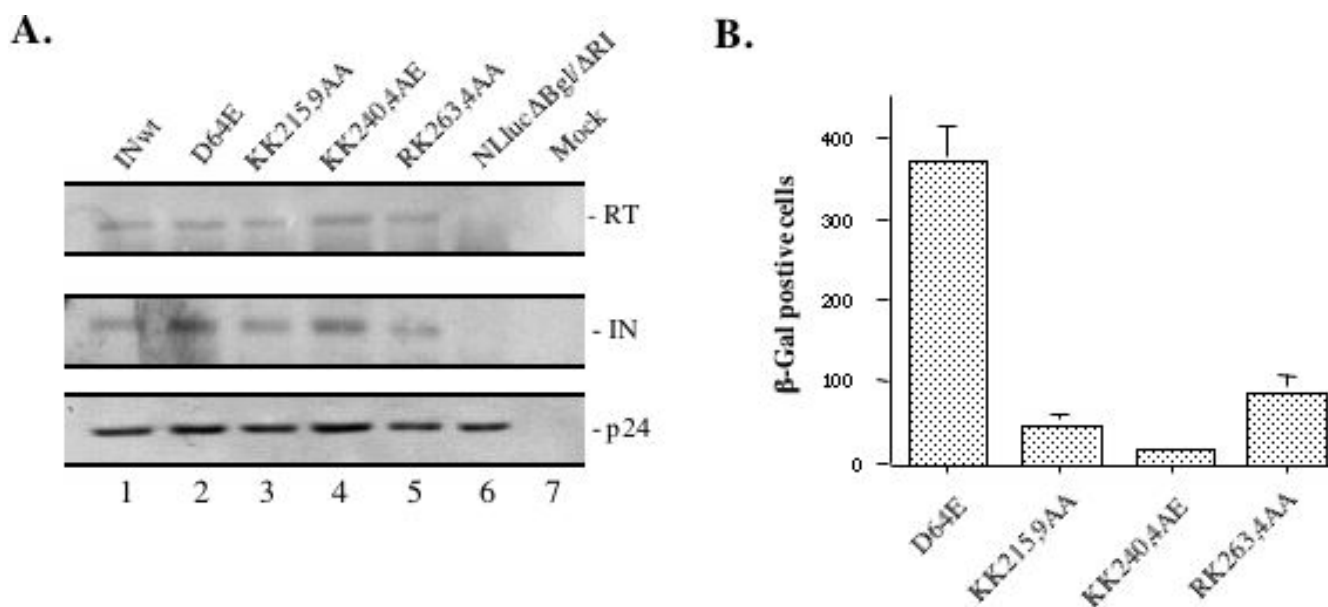 A.
INwt
D64E
KK215,9AA
KK240,4AE
RK263,4AA
NLlucΔBgl/ΔRI
Mock
- RT
- IN
- p24
1 2 3 4 5 6 7
B.
β-Gal postive cells
400
300
200
100
0
D64E
KK215,9AA
KK240,4AE
RK263,4AA